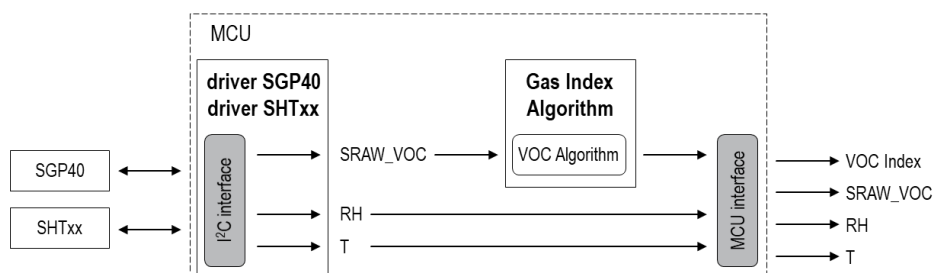 MCU
driver SGP40
driver SHTxx
Gas Index
Algorithm
SRAW_VOC
VOC Algorithm
VOC Index
SGP40
SRAW_VOC
I²C interface
MCU interface
SHTxx
RH
RH
T
T